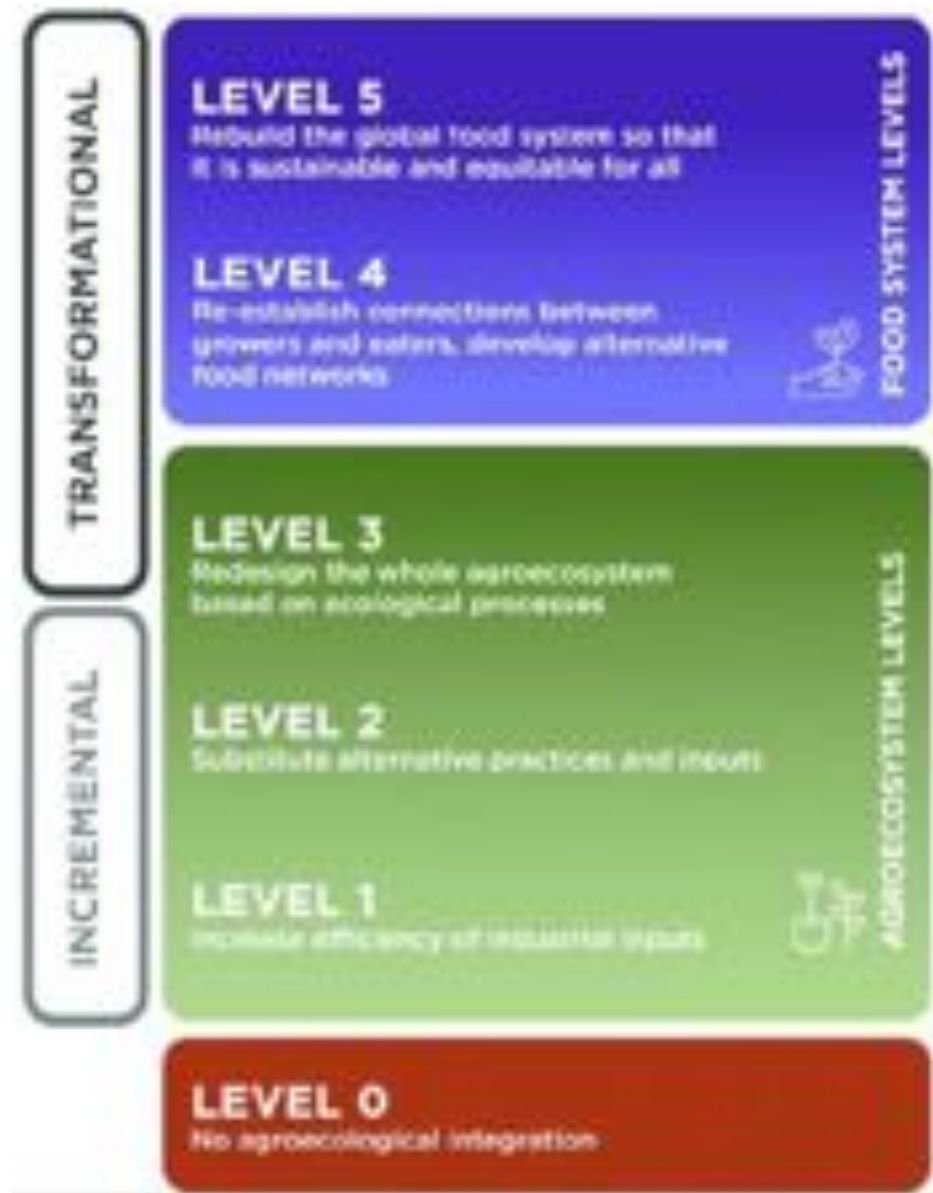 TRANSFORMATIONAL
INCREMENTAL
LEVEL 5
Rebuild the global food system so that
it is sustainable and equitable for all
LEVEL 4
Re-establish connections between
growers and eaters, develop alternative
food networks
FOOD SYSTEM LEVELS
LEVEL 3
Redesign the whole agroecosystem
based on ecological processes
LEVEL 2
Substitute alternative practices and inputs
LEVEL 1
Increase efficiency of industrial inputs
AGROECOSYSTEM LEVELS
LEVEL 0
No agroecological integration